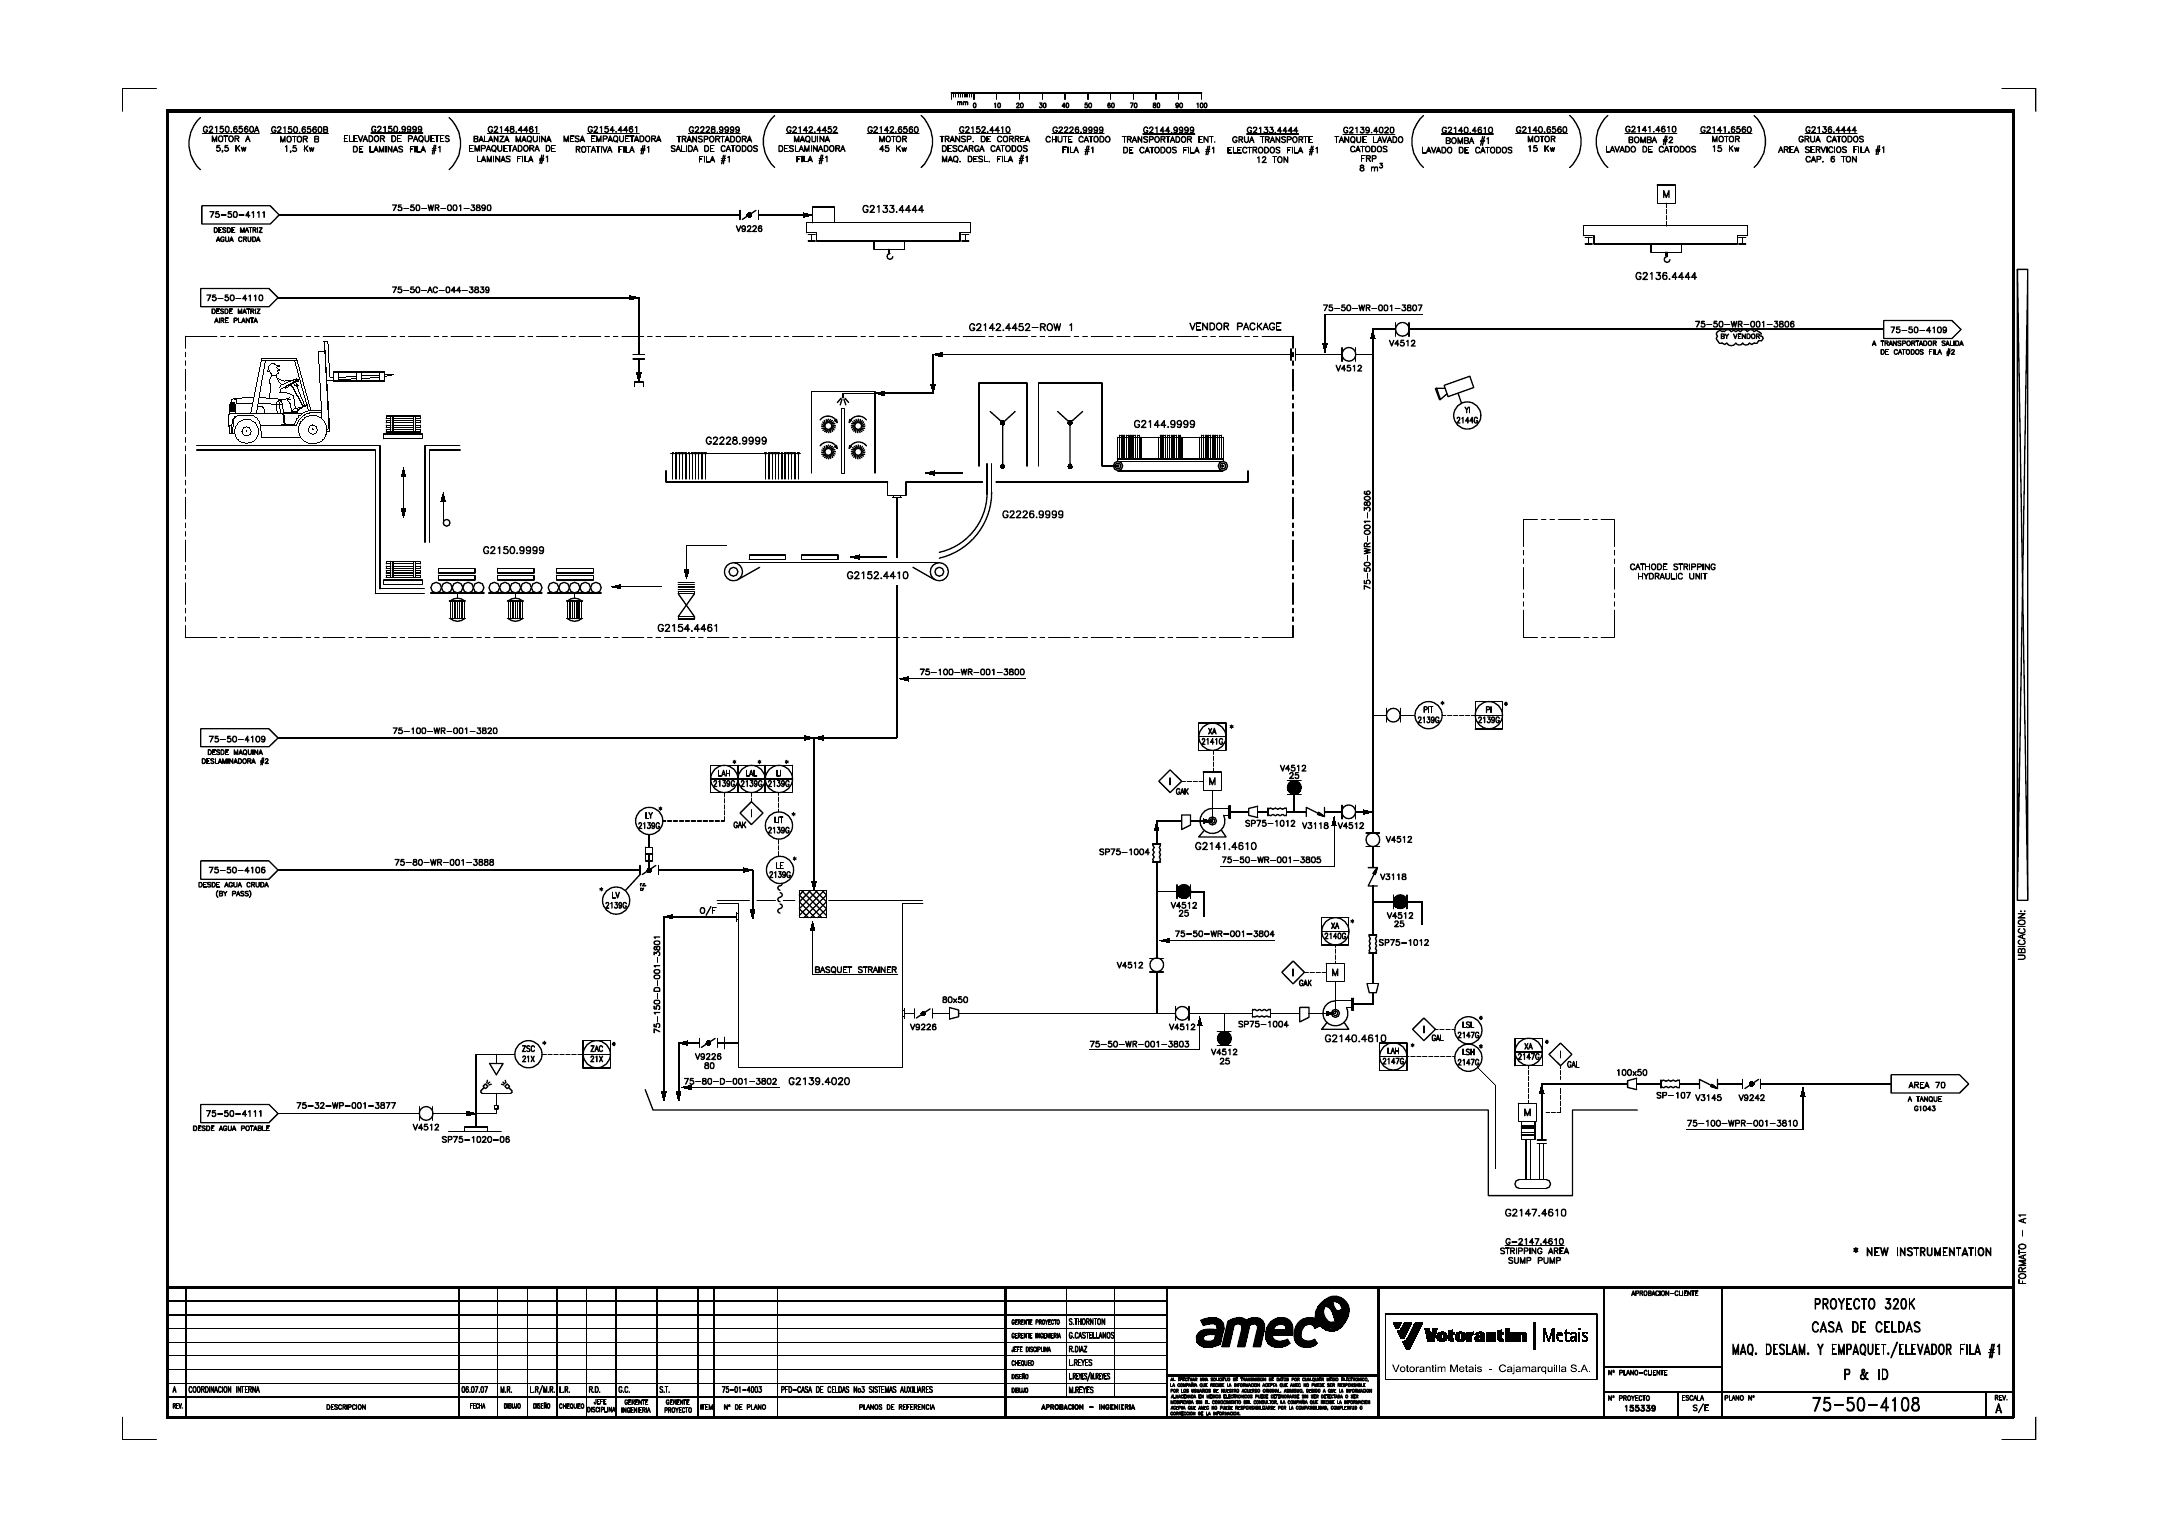 mm 0 10 20 30 40 50 60 70 80 90 100
G2150.6560A
MOTOR A
5,5 Kw
G2150.6560B
MOTOR B
1,5 Kw
G2150.9999
ELEVADOR DE PAQUETES
DE LAMINAS FILA #1
G2148.4461
BALANZA MAQUINA
EMPAQUETADORA DE
LAMINAS FILA #1
G2154.4461
MESA EMPAQUETADORA
ROTATIVA FILA #1
G2228.9999
TRANSPORTADORA
SALIDA DE CATODOS
FILA #1
G2142.4452
MAQUINA
DESLAMINADORA
FILA #1
G2142.6560
MOTOR
45 Kw
G2152.4410
TRANSP. DE CORREA
DESCARGA CATODOS
MAQ. DESL. FILA #1
G2226.9999
CHUTE CATODO
FILA #1
G2144.9999
TRANSPORTADOR ENT.
DE CATODOS FILA #1
G2133.4444
GRUA TRANSPORTE
ELECTRODOS FILA #1
12 TON
G2139.4020
TANQUE LAVADO
CATODOS
FRP
8 m3
G2140.4610
BOMBA #1
LAVADO DE CATODOS
G2140.6560
MOTOR
15 Kw
G2141.4610
BOMBA #2
LAVADO DE CATODOS
G2141.6560
MOTOR
15 Kw
G2136.4444
GRUA CATODOS
AREA SERVICIOS FILA #1
CAP. 6 TON
75-50-4111
DESDE MATRIZ
AGUA CRUDA
75-50-WR-001-3890
V9226
G2133.4444
M
G2136.4444
75-50-4110
DESDE MATRIZ
AIRE PLANTA
75-50-AC-044-3839
G2142.4452-ROW 1
VENDOR PACKAGE
75-50-WR-001-3807
V4512
V4512
75-50-WR-001-3806
BY VENDOR
75-50-4109
A TRANSPORTADOR SALIDA
DE CATODOS FILA #2
YI
2144G
G2228.9999
G2144.9999
G2226.9999
G2150.9999
G2152.4410
G2154.4461
75-50-WR-001-3806
CATHODE STRIPPING
HYDRAULIC UNIT
75-100-WR-001-3800
75-50-4109
DESDE MAQUINA
DESLAMINADORA #2
75-100-WR-001-3820
PIT
2139G
*
PI
2139G
*
XA
2141G
*
I
GAK
M
V4512
25
SP75-1012
V3118
V4512
G2141.4610
75-50-WR-001-3805
SP75-1004
V4512
V3118
LAH
2139G
*
LAL
2139G
*
LI
2139G
*
I
GAK
LIT
2139G
*
LY
2139G
*
LE
2139G
*
75-50-4106
DESDE AGUA CRUDA
(BY PASS)
75-80-WR-001-3888
LV
2139G
*
O/F
BASQUET STRAINER
75-150-D-001-3801
V4512
25
75-50-WR-001-3804
V4512
V4512
25
SP75-1012
XA
2140G
*
I
GAK
M
V9226
80x50
V4512
SP75-1004
75-50-WR-001-3803
V4512
25
G2140.4610
V9226
80
75-80-D-001-3802
G2139.4020
ZSC
21X
*
ZAC
21X
*
75-50-4111
DESDE AGUA POTABLE
75-32-WP-001-3877
V4512
SP75-1020-06
I
GAL
LSL
2147G
*
LAH
2147G
*
LSH
2147G
*
XA
2147G
*
I
GAL
M
100x50
SP-107
V3145
V9242
75-100-WPR-001-3810
AREA 70
A TANQUE
G1043
G2147.4610
G-2147.4610
STRIPPING AREA
SUMP PUMP
* NEW INSTRUMENTATION
UBICACION:
FORMATO - A1
A COORDINACION INTERNA 06.07.07 M.R. L.R/M.R. L.R. R.D. G.C. S.T. 75-01-4003 PFD-CASA DE CELDAS No3 SISTEMAS AUXILIARES
REV. DESCRIPCION FECHA DIBUJO DISEÑO CHEQUEO JEFE DISCIPLINA GERENTE INGENIERIA GERENTE PROYECTO ITEM N° DE PLANO PLANOS DE REFERENCIA
GERENTE PROYECTO S.THORNTON
GERENTE INGENIERIA G.CASTELLANOS
JEFE DISCIPLINA R.DIAZ
CHEQUEO L.REYES
DISEÑO L.REYES/M.REYES
DIBUJO M.REYES
APROBACION - INGENIERIA
amec
Votorantim | Metais
Votorantim Metais - Cajamarquilla S.A.
APROBACION-CLIENTE
N° PLANO-CLIENTE
N° PROYECTO
155339
ESCALA
S/E
PROYECTO 320K
CASA DE CELDAS
MAQ. DESLAM. Y EMPAQUET./ELEVADOR FILA #1
P & ID
PLANO N°
75-50-4108
REV.
A